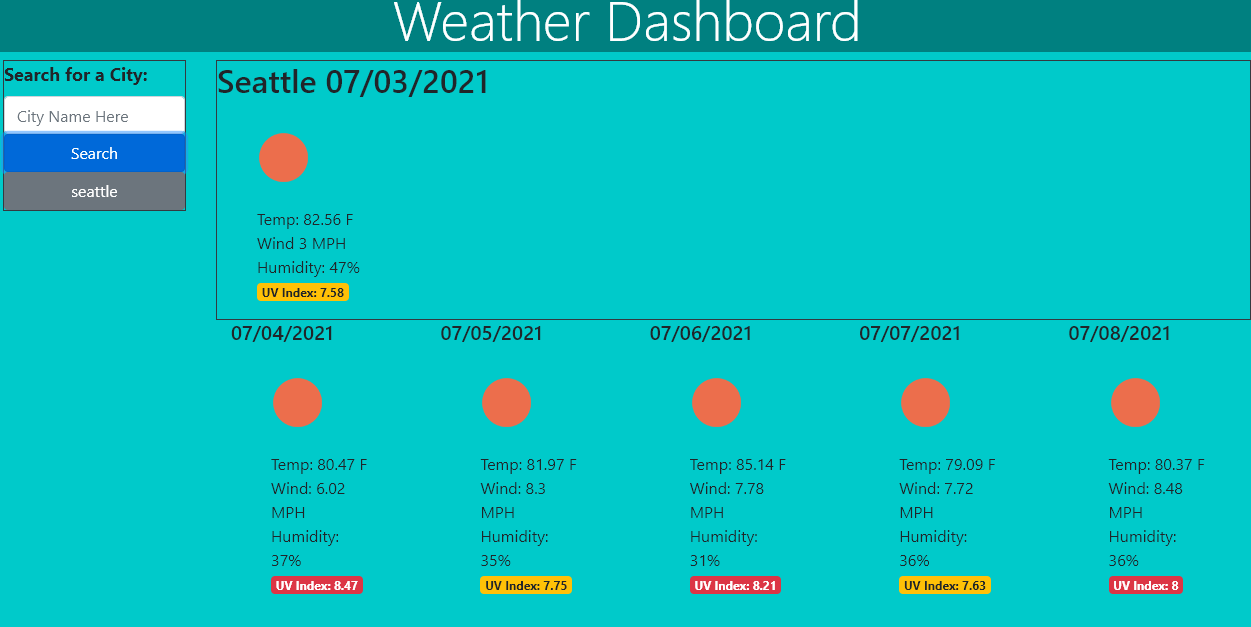 Weather Dashboard
Search for a City:
City Name Here
Search
seattle
Seattle 07/03/2021
Temp: 82.56 F
Wind 3 MPH
Humidity: 47%
UV Index: 7.58
07/04/2021
Temp: 80.47 F
Wind: 6.02
MPH
Humidity:
37%
UV Index: 8.47
07/05/2021
Temp: 81.97 F
Wind: 8.3
MPH
Humidity:
35%
UV Index: 7.75
07/06/2021
Temp: 85.14 F
Wind: 7.78
MPH
Humidity:
31%
UV Index: 8.21
07/07/2021
Temp: 79.09 F
Wind: 7.72
MPH
Humidity:
36%
UV Index: 7.63
07/08/2021
Temp: 80.37 F
Wind: 8.48
MPH
Humidity:
36%
UV Index: 8